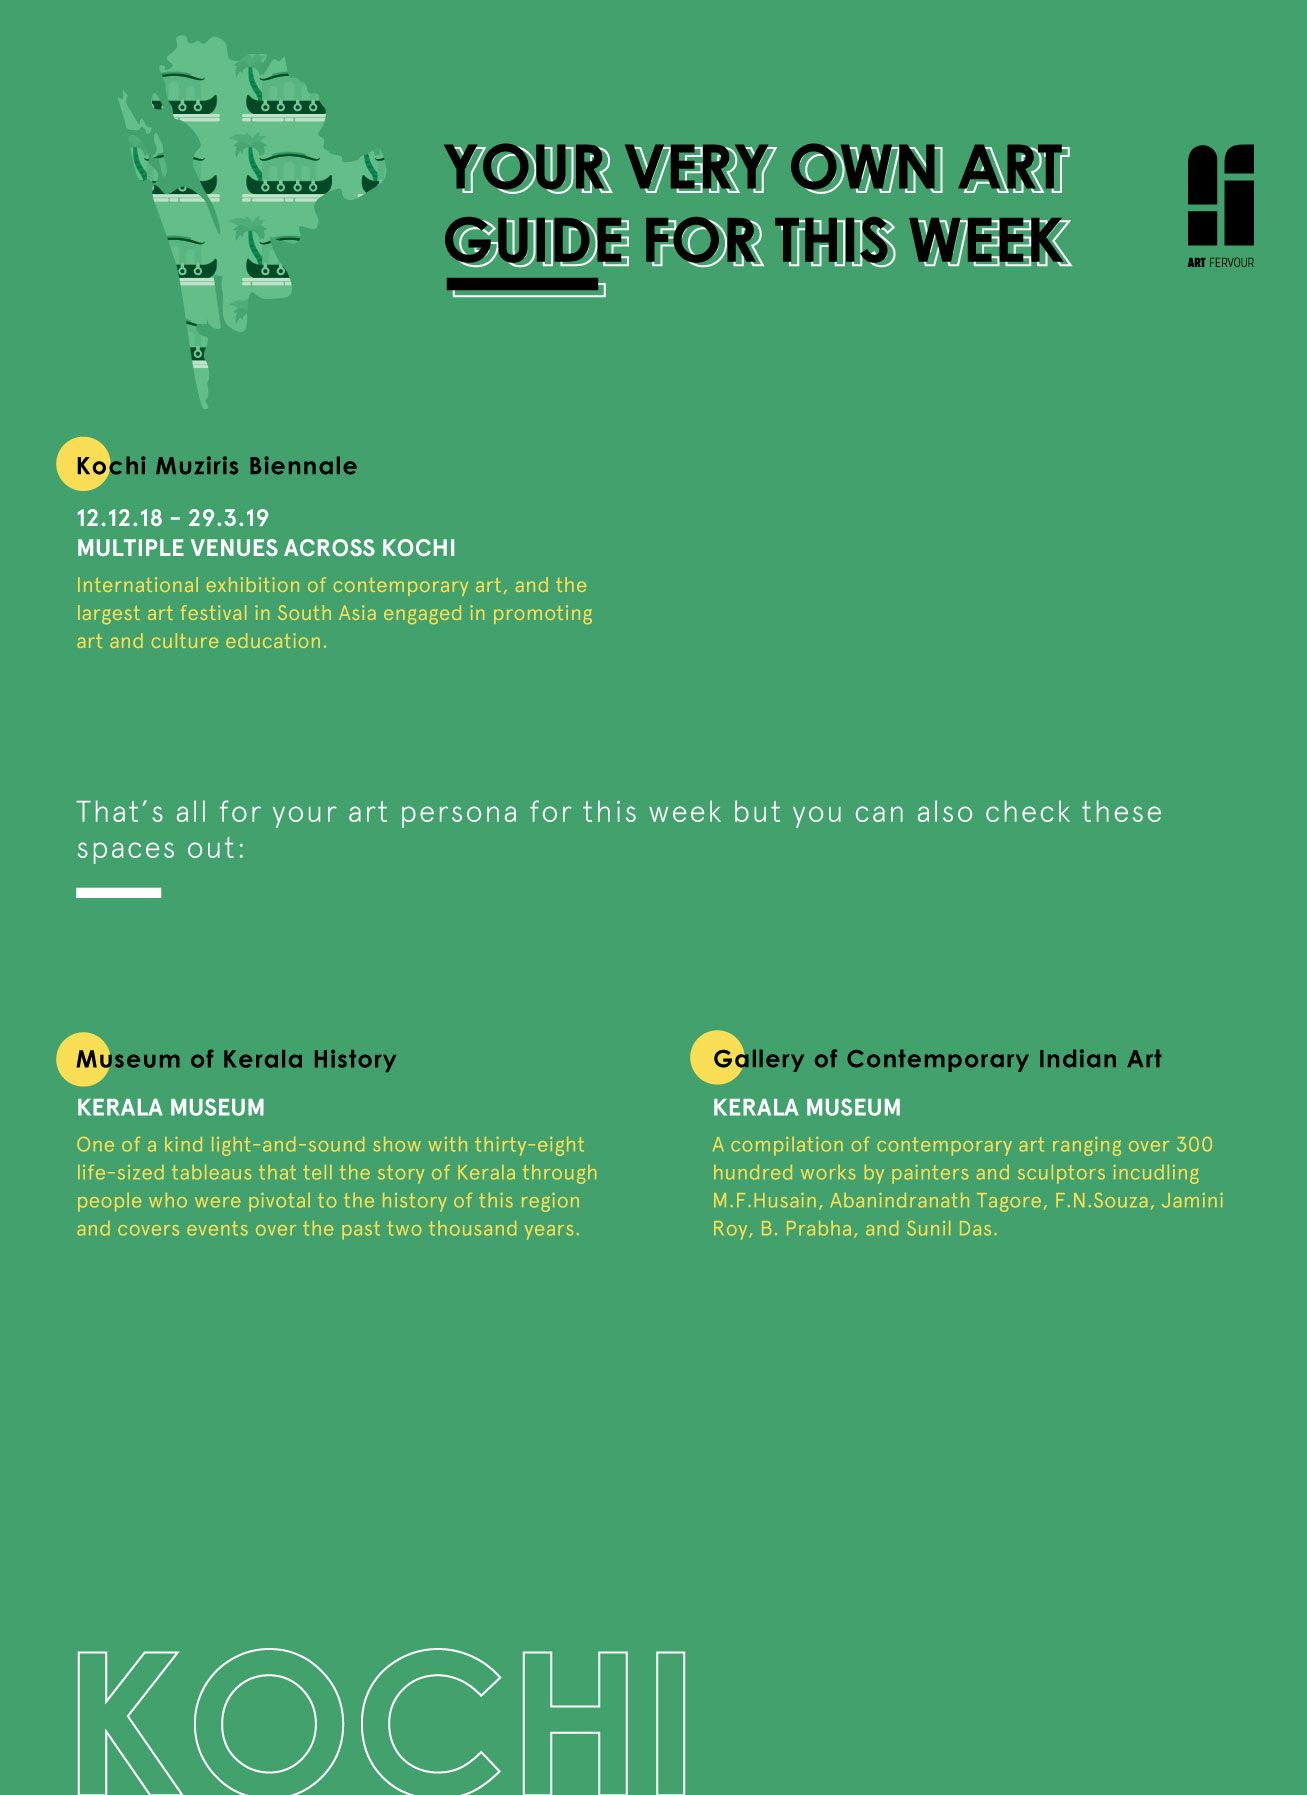 YOUR VERY OWN ART
GUIDE FOR THIS WEEK
ART FERVOUR
Kochi Muziris Biennale
12.12.18 - 29.3.19
MULTIPLE VENUES ACROSS KOCHI
International exhibition of contemporary art, and the
largest art festival in South Asia engaged in promoting
art and culture education.
That's all for your art persona for this week but you can also check these
spaces out:
Museum of Kerala History
KERALA MUSEUM
One of a kind light-and-sound show with thirty-eight
life-sized tableaus that tell the story of Kerala through
people who were pivotal to the history of this region
and covers events over the past two thousand years.
Gallery of Contemporary Indian Art
KERALA MUSEUM
A compilation of contemporary art ranging over 300
hundred works by painters and sculptors incudling
M.F.Husain, Abanindranath Tagore, F.N.Souza, Jamini
Roy, B. Prabha, and Sunil Das.
KOCHI